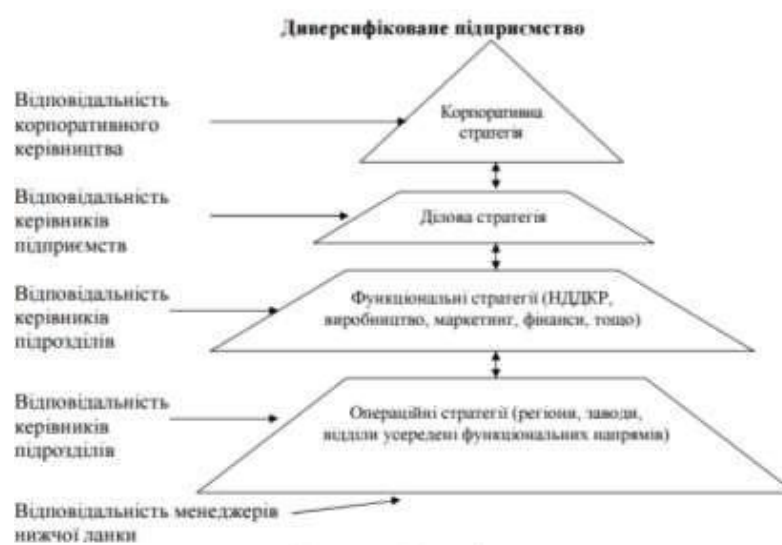 Диверсифіковане підприємство
Відповідальність
корпоративного
керівництва
Корпоративна
стратегія
Відповідальність
керівників
підприємств
Ділова стратегія
Відповідальність
керівників
підрозділів
Функціональні стратегії (НДДКР,
виробництво, маркетинг, фінанси, тощо)
Відповідальність
керівників
підрозділів
Операційні стратегії (регіони, заводи,
відділи усередені функціональних напрямів)
Відповідальність менеджерів
нижчої ланки